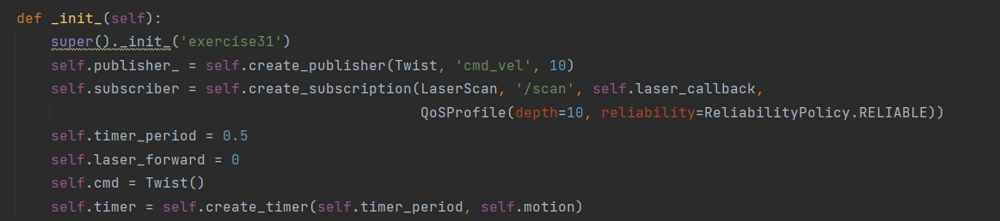 def _init_(self):
super()._init_('exercise31')
self.publisher_ = self.create_publisher(Twist, 'cmd_vel', 10)
self.subscriber = self.create_subscription(LaserScan, '/scan', self.laser_callback,
QoSProfile(depth=10, reliability=ReliabilityPolicy.RELIABLE))
self.timer_period = 0.5
self.laser_forward = 0
self.cmd = Twist()
self.timer = self.create_timer(self.timer_period, self.motion)